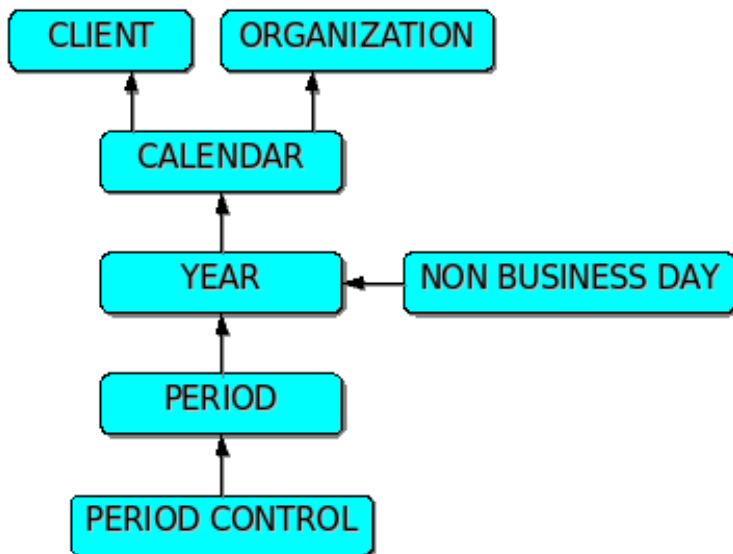 CLIENT
ORGANIZATION
CALENDAR
YEAR
NON BUSINESS DAY
PERIOD
PERIOD CONTROL